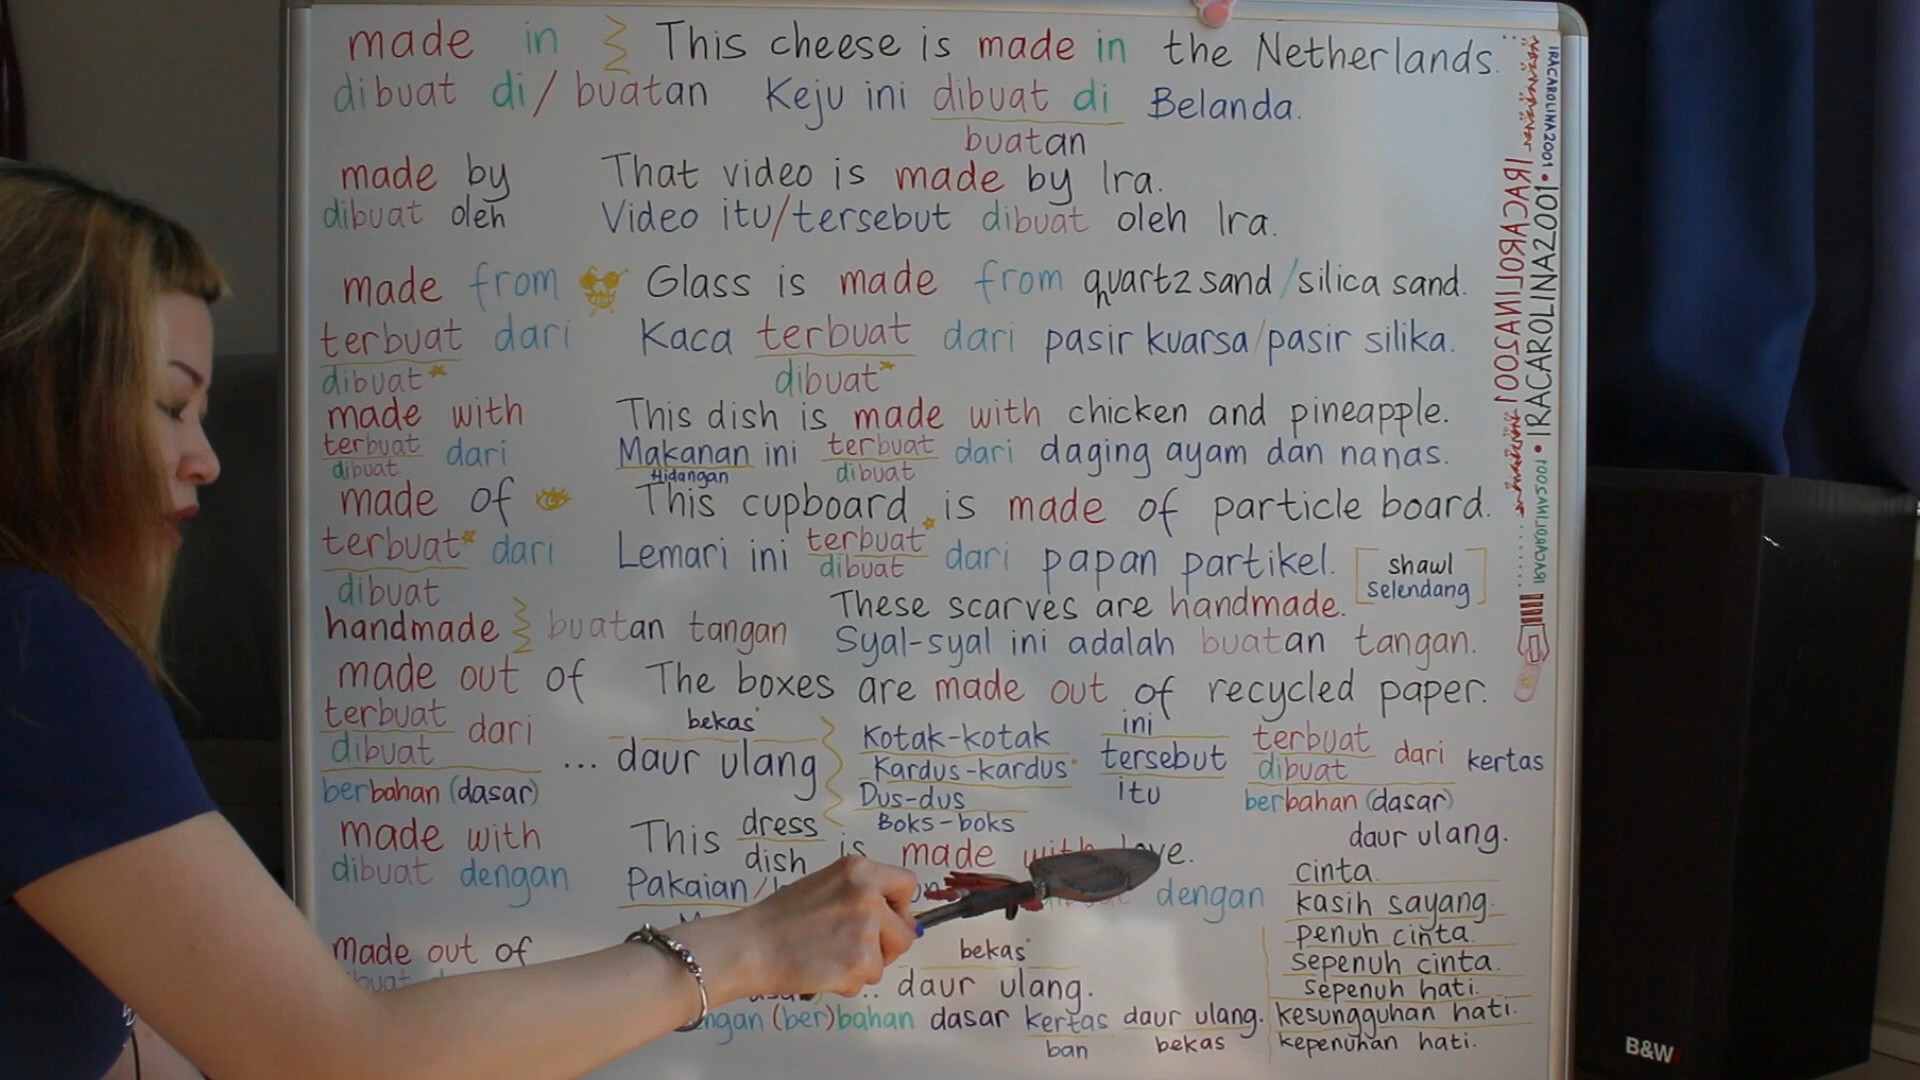 made in This cheese is made in the Netherlands.
dibuat di / buatan Keju ini dibuat di Belanda.
buatan
made by That video is made by Ira.
dibuat oleh Video itu/tersebut dibuat oleh Ira.
made from Glass is made from quartz sand / silica sand.
terbuat dari Kaca terbuat dari pasir kuarsa/pasir silika.
dibuat* dibuat*
made with This dish is made with chicken and pineapple.
terbuat dari Makanan ini terbuat dari daging ayam dan nanas.
dibuat Hidangan dibuat
made of This cupboard is made of particle board.
terbuat* dari Lemari ini terbuat* dari papan partikel.
dibuat dibuat
shawl
Selendang
handmade buatan tangan These scarves are handmade.
Syal-syal ini adalah buatan tangan.
made out of The boxes are made out of recycled paper.
terbuat dari
dibuat
berbahan (dasar)
bekas
... daur ulang
Kotak-kotak
Kardus-kardus
Dus-dus
Boks-boks
ini
tersebut
itu
terbuat dari kertas
dibuat
berbahan (dasar)
daur ulang.
made with This dress is made with
dish
dibuat dengan Pakaian/ dengan
cinta.
kasih sayang.
penuh cinta.
sepenuh cinta.
sepenuh hati.
kesungguhan hati.
kepenuhan hati.
made out of
bekas
... daur ulang.
(ber)bahan dasar kertas daur ulang.
ban bekas
IRACAROLINA2001
IRACAROLINA2001
IRACAROLINA2001
IRACAROLINA2001
B&W